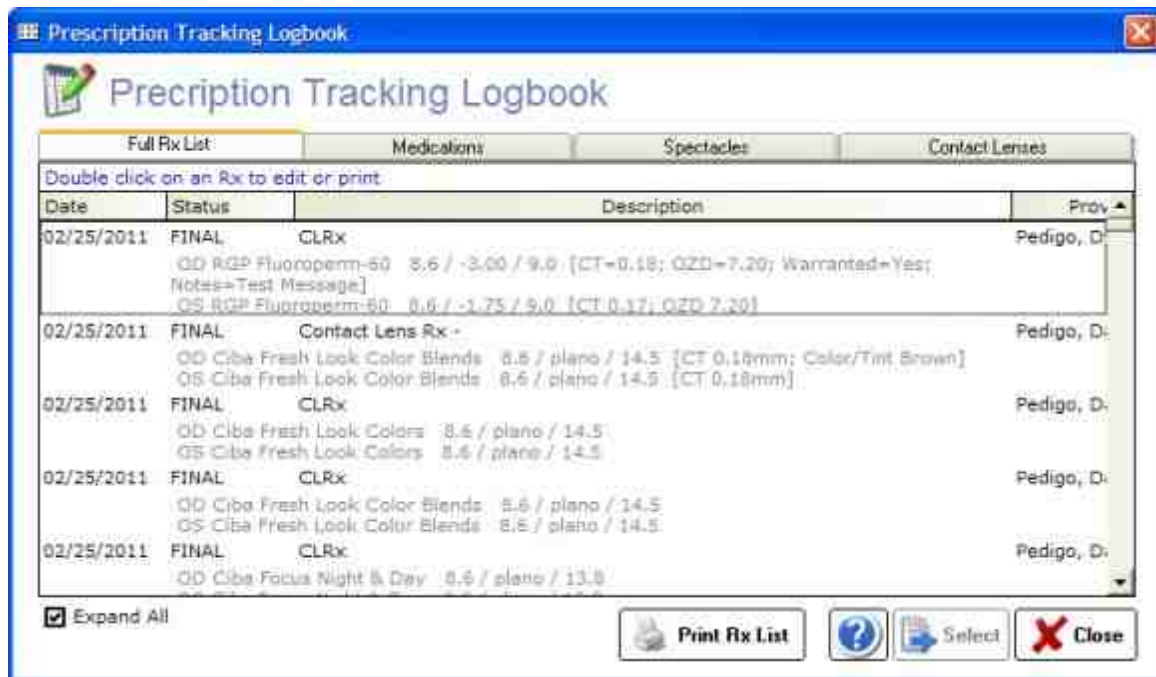 Prescription Tracking Logbook
Precription Tracking Logbook
Full Rx List Medications Spectacles Contact Lenses
Double click on an Rx to edit or print
Date Status Description Prov
02/25/2011 FINAL CLRx Pedigo, D
OD RGP Fluoroperm-60 8.6 / -3.00 / 9.0 [CT=0.18; OZD=7.20; Warranted=Yes;
Notes=Test Message]
OS RGP Fluoroperm-60 8.6 / -1.75 / 9.0 [CT 0.17; OZD 7.20]
02/25/2011 FINAL Contact Lens Rx - Pedigo, D
OD Ciba Fresh Look Color Blends 8.6 / plano / 14.5 [CT 0.18mm; Color/Tint Brown]
OS Ciba Fresh Look Color Blends 8.6 / plano / 14.5 [CT 0.18mm]
02/25/2011 FINAL CLRx Pedigo, D
OD Ciba Fresh Look Colors 8.6 / plano / 14.5
OS Ciba Fresh Look Colors 8.6 / plano / 14.5
02/25/2011 FINAL CLRx Pedigo, D
OD Ciba Fresh Look Color Blends 8.6 / plano / 14.5
OS Ciba Fresh Look Color Blends 8.6 / plano / 14.5
02/25/2011 FINAL CLRx Pedigo, D
OD Ciba Focus Night & Day 8.6 / plano / 13.8
Expand All
Print Rx List ? Select Close